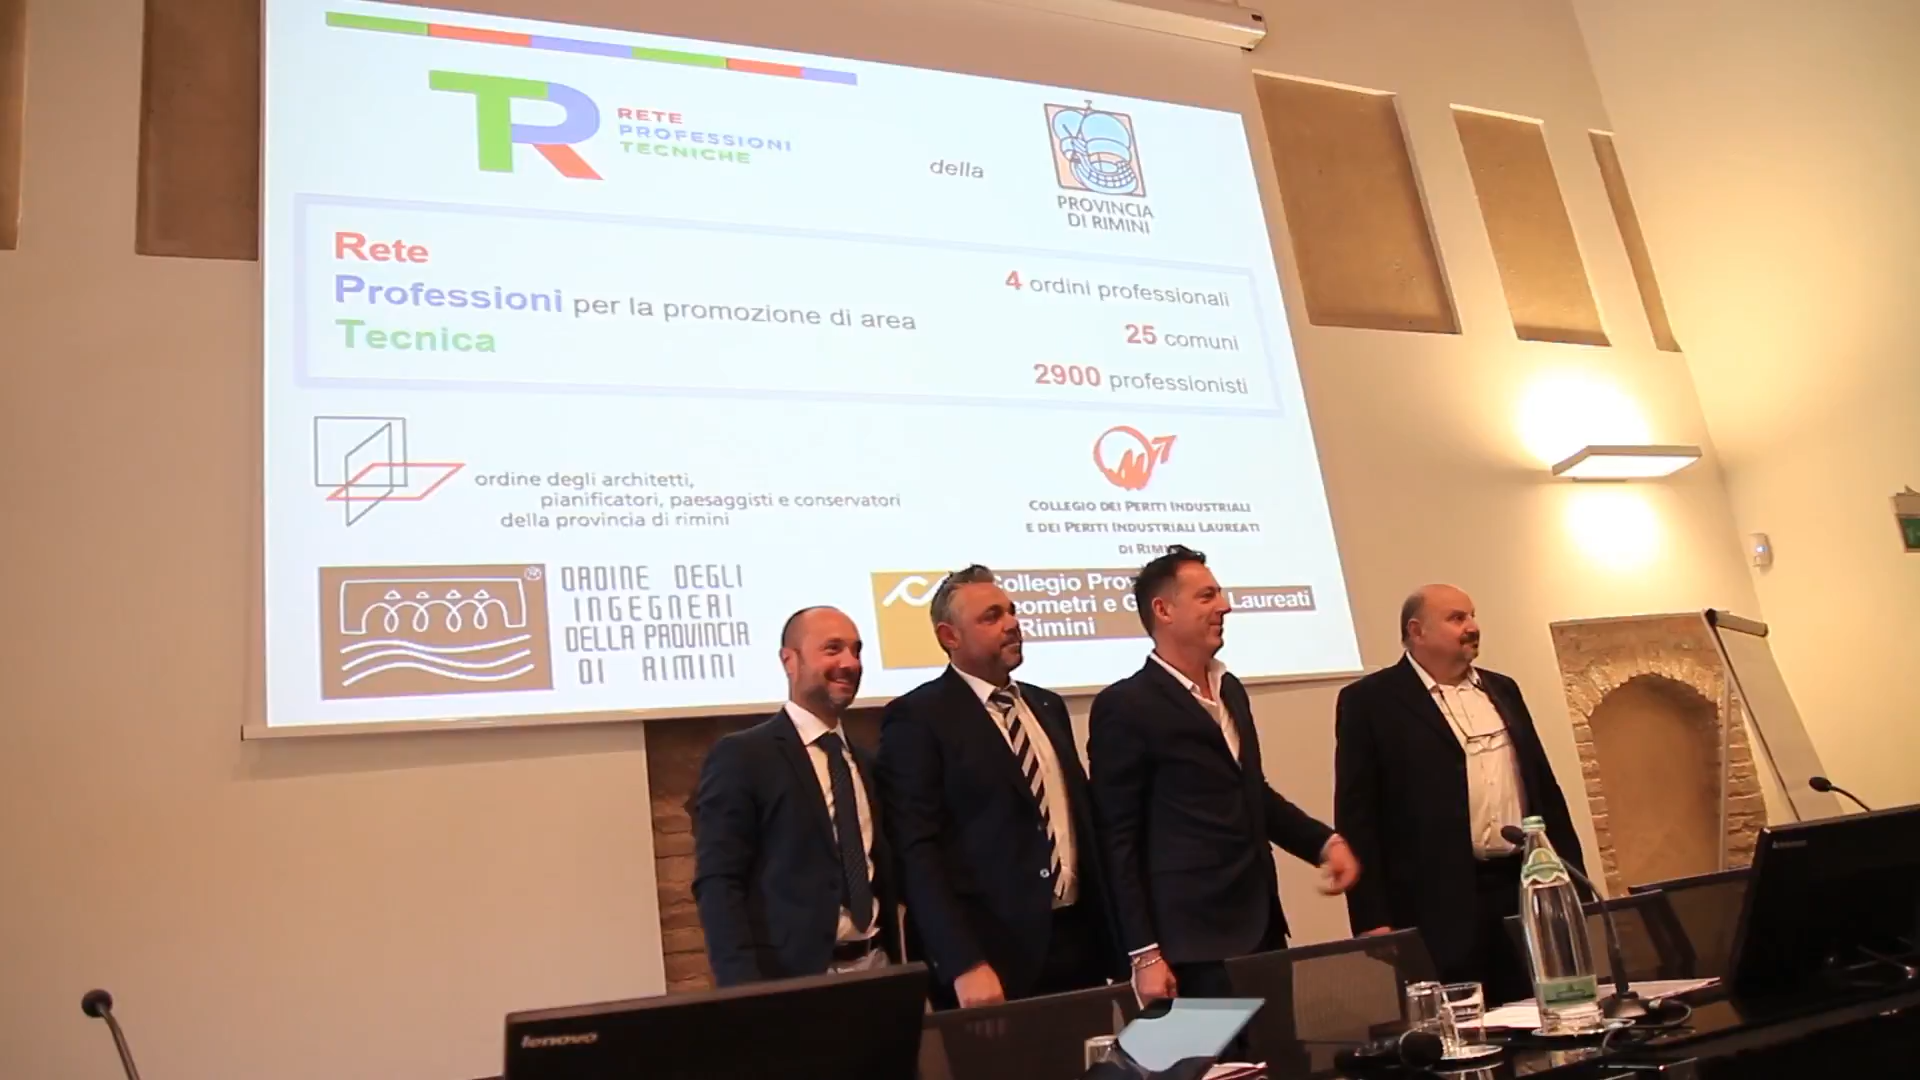 RETE
PROFESSIONI
TECNICHE
della
PROVINCIA
DI RIMINI
Rete
Professioni per la promozione di area
Tecnica
4 ordini professionali
25 comuni
2900 professionisti
ordine degli architetti,
pianificatori, paesaggisti e conservatori
della provincia di rimini
COLLEGIO DEI PERITI INDUSTRIALI
E DEI PERITI INDUSTRIALI LAUREATI
DI
ORDINE DEGLI
INGEGNERI
DELLA PROVINCIA
DI RIMINI
Laureati
Rimini
lenovo